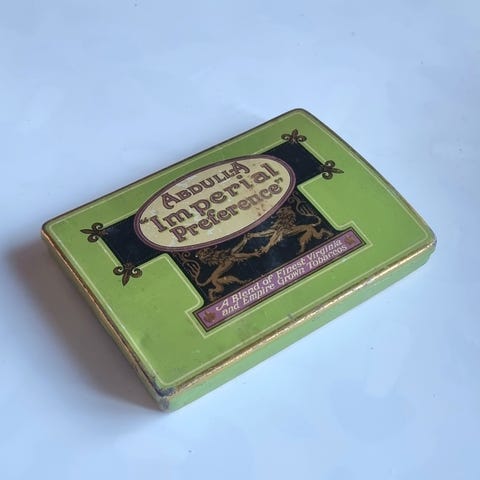 ABDULLA
"Imperial
Preference"
A Blend of Finest Virginia
and Empire Grown Tobaccos